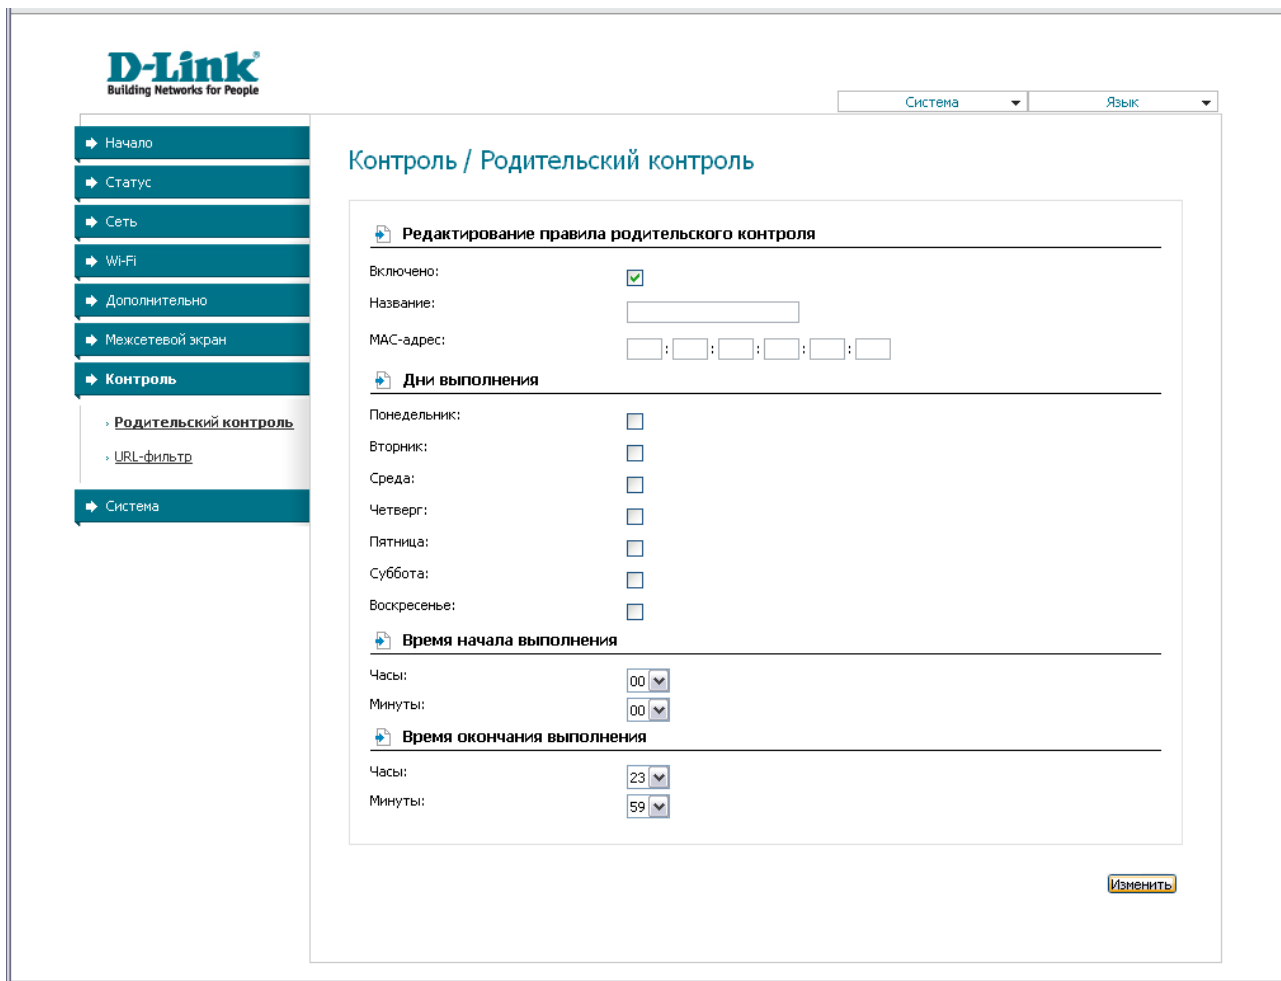 D-Link
Building Networks for People
Система
Язык
Начало
Статус
Сеть
Wi-Fi
Дополнительно
Межсетевой экран
Контроль
Родительский контроль
URL-фильтр
Система
Контроль / Родительский контроль
Редактирование правила родительского контроля
Включено:
Название:
MAC-адрес:
: : : : :
Дни выполнения
Понедельник:
Вторник:
Среда:
Четверг:
Пятница:
Суббота:
Воскресенье:
Время начала выполнения
Часы: 00
Минуты: 00
Время окончания выполнения
Часы: 23
Минуты: 59
Изменить